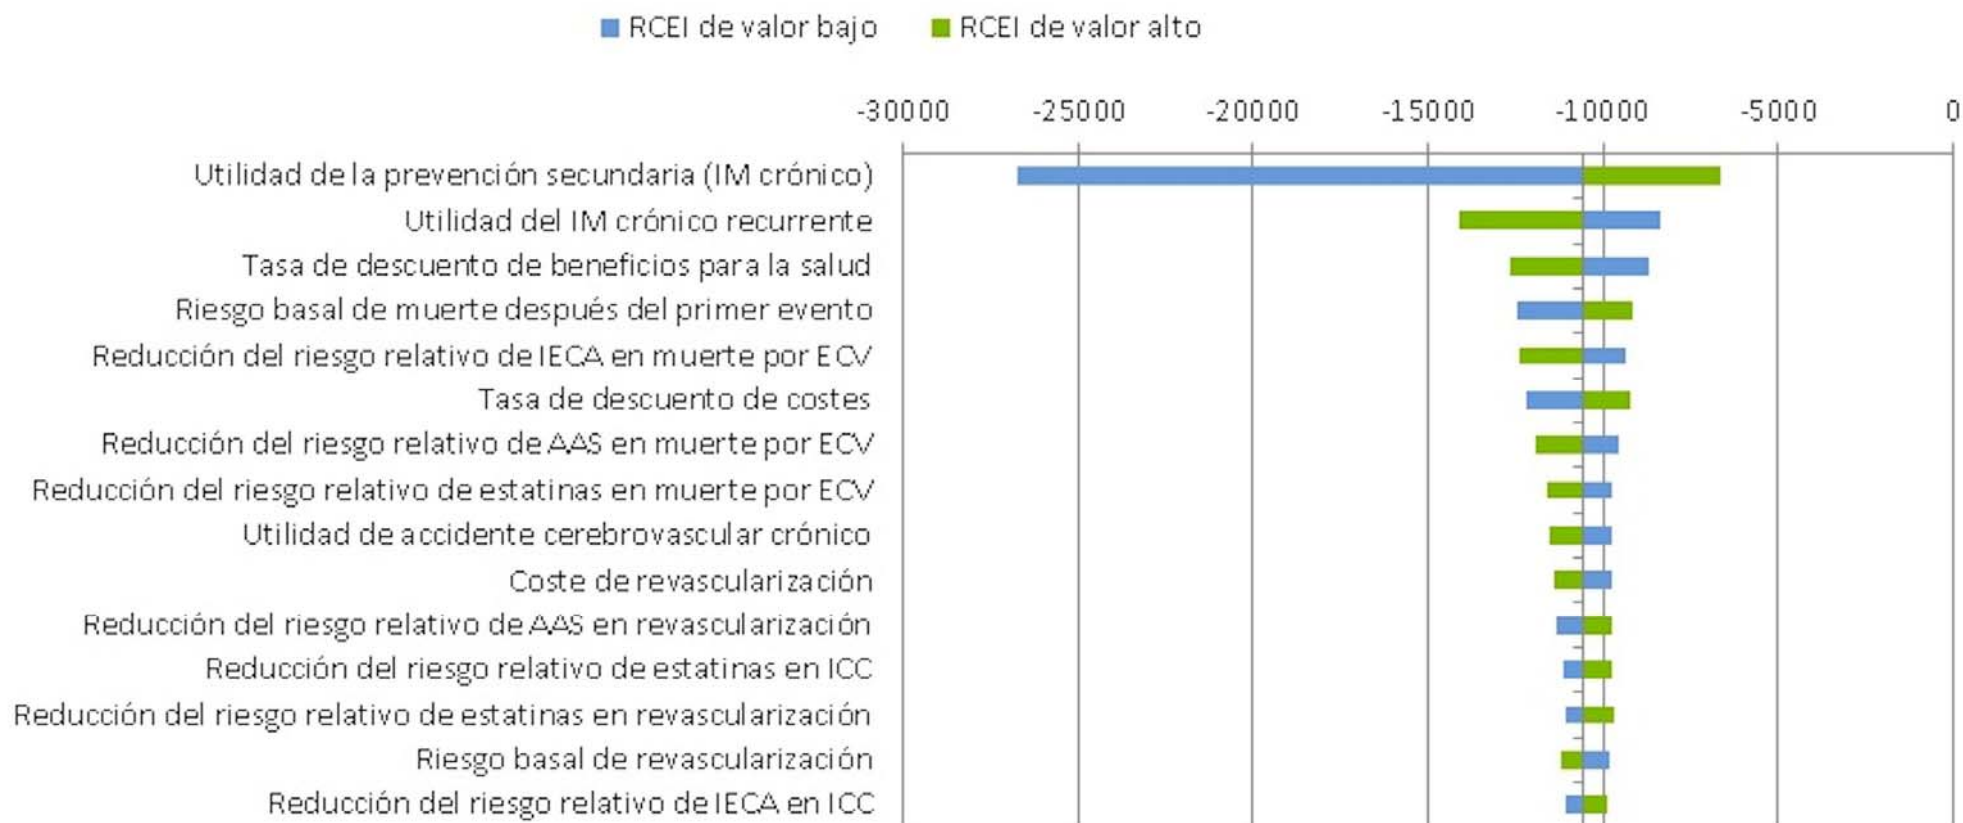 RCEI de valor bajo RCEI de valor alto
-30000 -25000 -20000 -15000 -10000 -5000 0
Utilidad de la prevención secundaria (IM crónico)
Utilidad del IM crónico recurrente
Tasa de descuento de beneficios para la salud
Riesgo basal de muerte después del primer evento
Reducción del riesgo relativo de IECA en muerte por ECV
Tasa de descuento de costes
Reducción del riesgo relativo de AAS en muerte por ECV
Reducción del riesgo relativo de estatinas en muerte por ECV
Utilidad de accidente cerebrovascular crónico
Coste de revascularización
Reducción del riesgo relativo de AAS en revascularización
Reducción del riesgo relativo de estatinas en ICC
Reducción del riesgo relativo de estatinas en revascularización
Riesgo basal de revascularización
Reducción del riesgo relativo de IECA en ICC